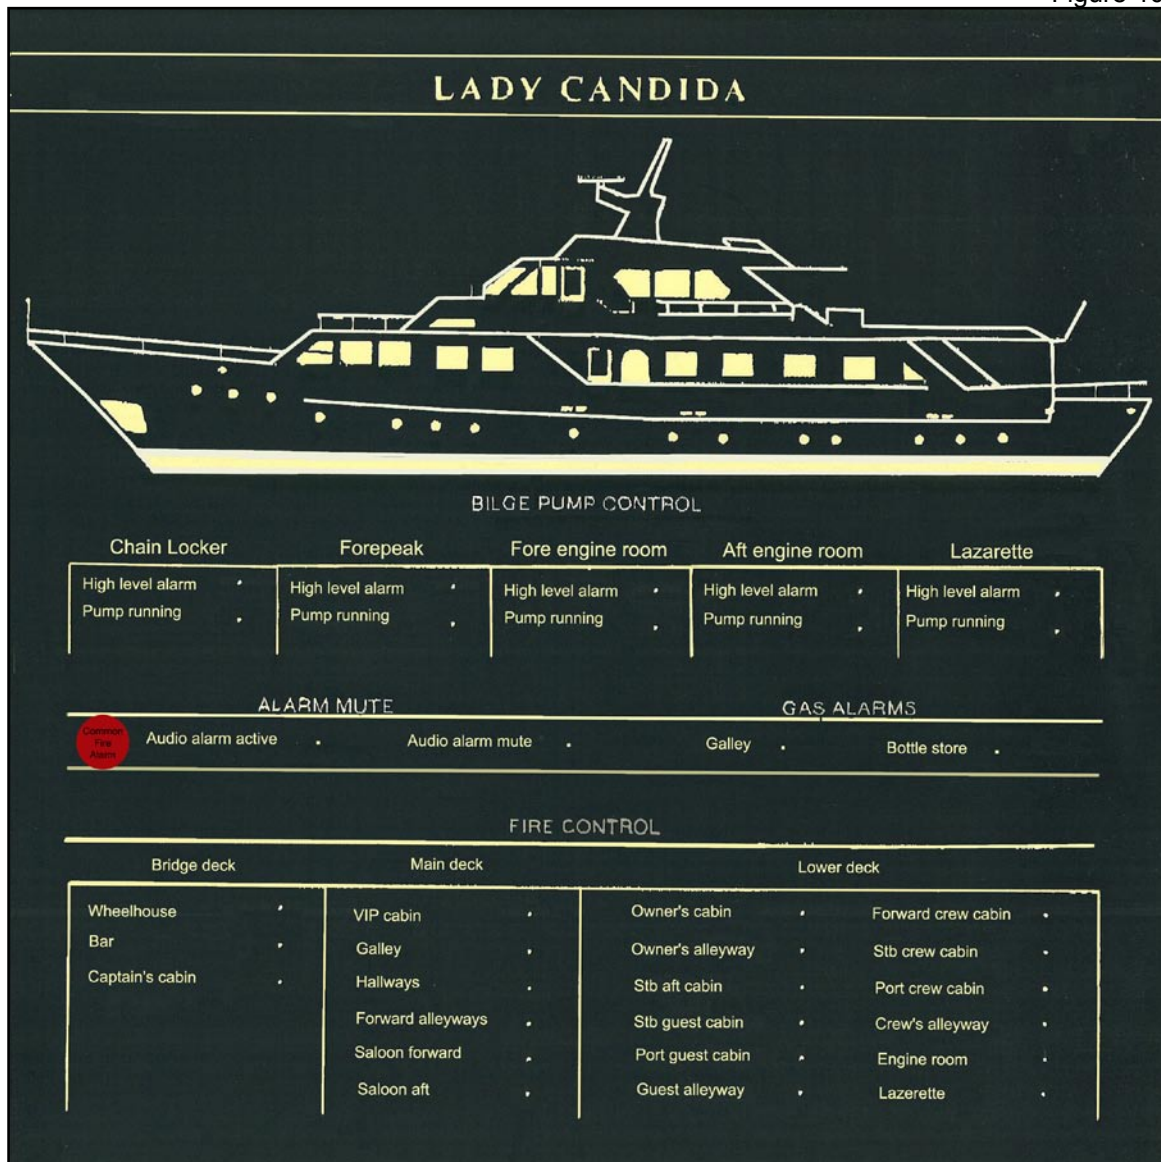 LADY CANDIDA
BILGE PUMP CONTROL
Chain Locker Forepeak Fore engine room Aft engine room Lazarette
High level alarm High level alarm High level alarm High level alarm High level alarm
Pump running Pump running Pump running Pump running Pump running
ALARM MUTE GAS ALARMS
Common
Fire
Alarm
Audio alarm active Audio alarm mute Galley Bottle store
FIRE CONTROL
Bridge deck Main deck Lower deck
Wheelhouse VIP cabin Owner's cabin Forward crew cabin
Bar Galley Owner's alleyway Stb crew cabin
Captain's cabin Hallways Stb aft cabin Port crew cabin
Forward alleyways Stb guest cabin Crew's alleyway
Saloon forward Port guest cabin Engine room
Saloon aft Guest alleyway Lazerette